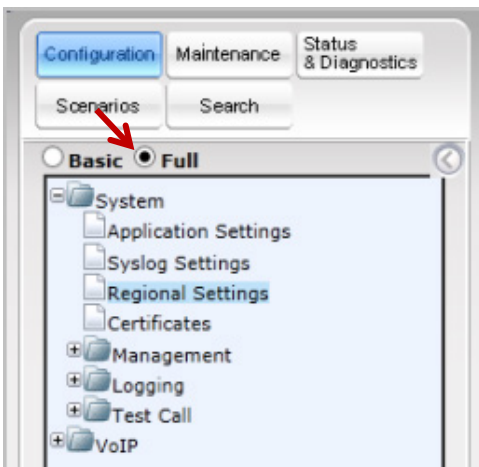 Configuration Maintenance Status
& Diagnostics
Scenarios Search
Basic Full
System
Application Settings
Syslog Settings
Regional Settings
Certificates
Management
Logging
Test Call
VoIP